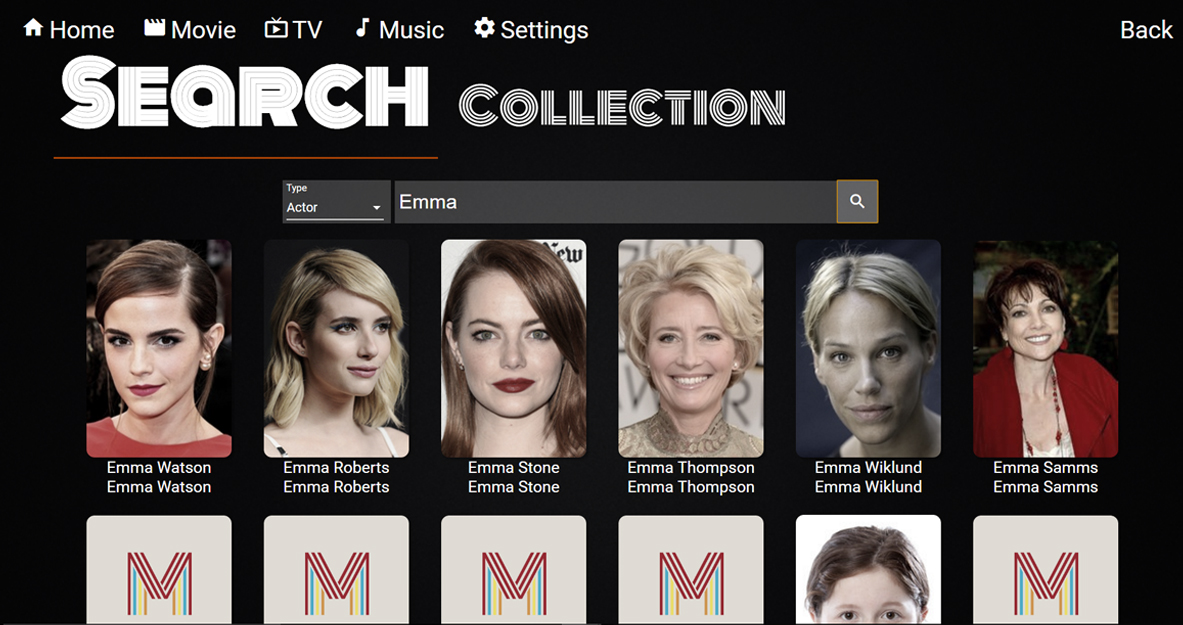 Home Movie TV Music Settings Back
Search Collection
Type
Actor
Emma
New
Emma Watson Emma Roberts Emma Stone Emma Thompson Emma Wiklund Emma Samms
Emma Watson Emma Roberts Emma Stone Emma Thompson Emma Wiklund Emma Samms
M M M M M